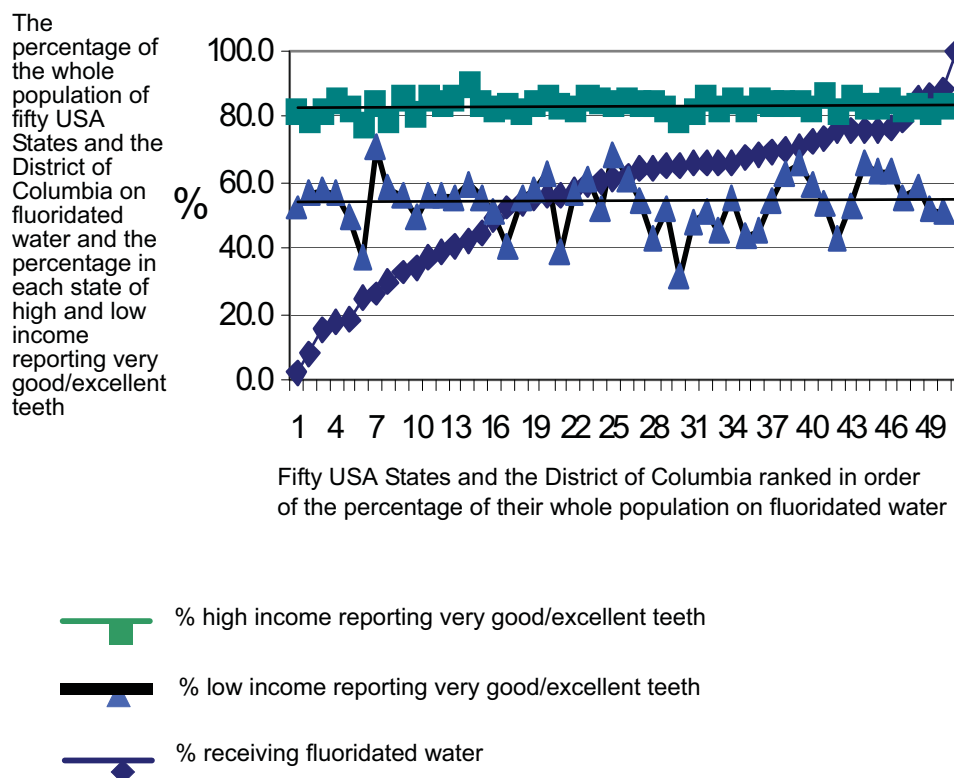 The
percentage of
the whole
population of
fifty USA
States and the
District of
Columbia on
fluoridated
water and the
percentage in
each state of
high and low
income
reporting very
good/excellent
teeth
%
100.0
80.0
60.0
40.0
20.0
0.0
1 4 7 10 13 16 19 22 25 28 31 34 37 40 43 46 49
Fifty USA States and the District of Columbia ranked in order
of the percentage of their whole population on fluoridated water
% high income reporting very good/excellent teeth
% low income reporting very good/excellent teeth
% receiving fluoridated water